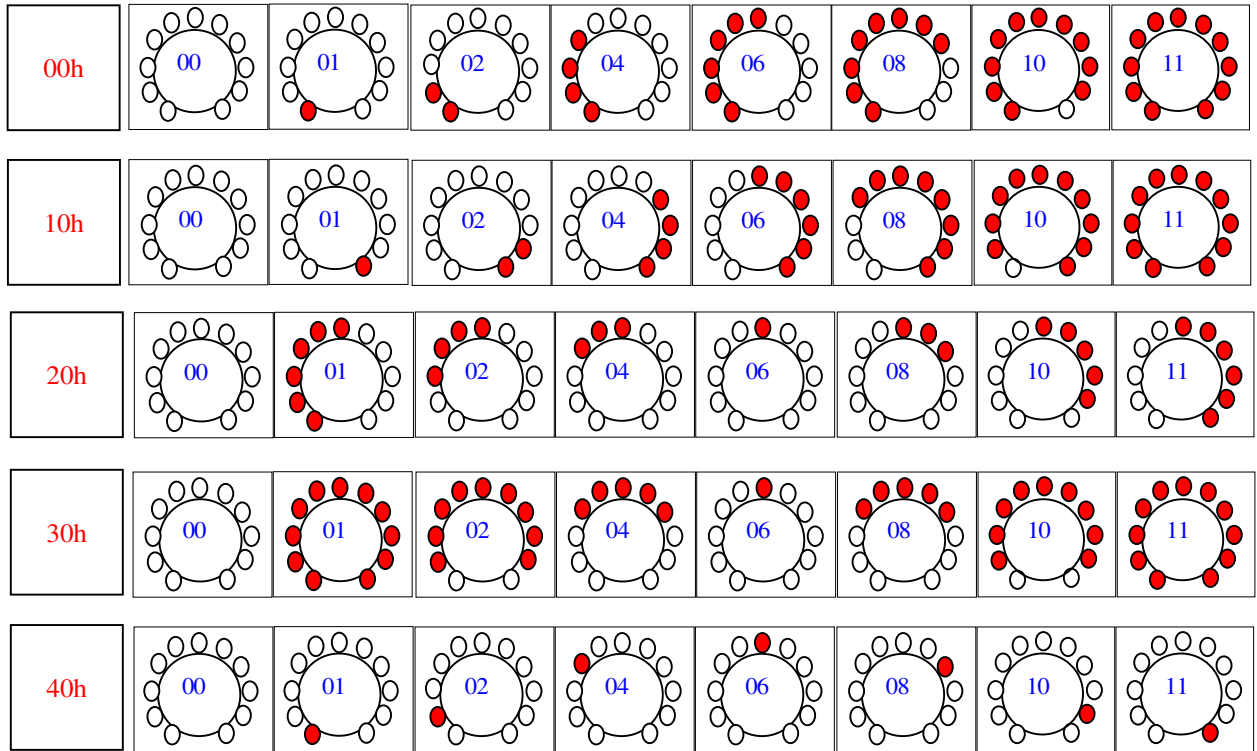 00h 00 01 02 04 06 08 10 11
10h 00 01 02 04 06 08 10 11
20h 00 01 02 04 06 08 10 11
30h 00 01 02 04 06 08 10 11
40h 00 01 02 04 06 08 10 11